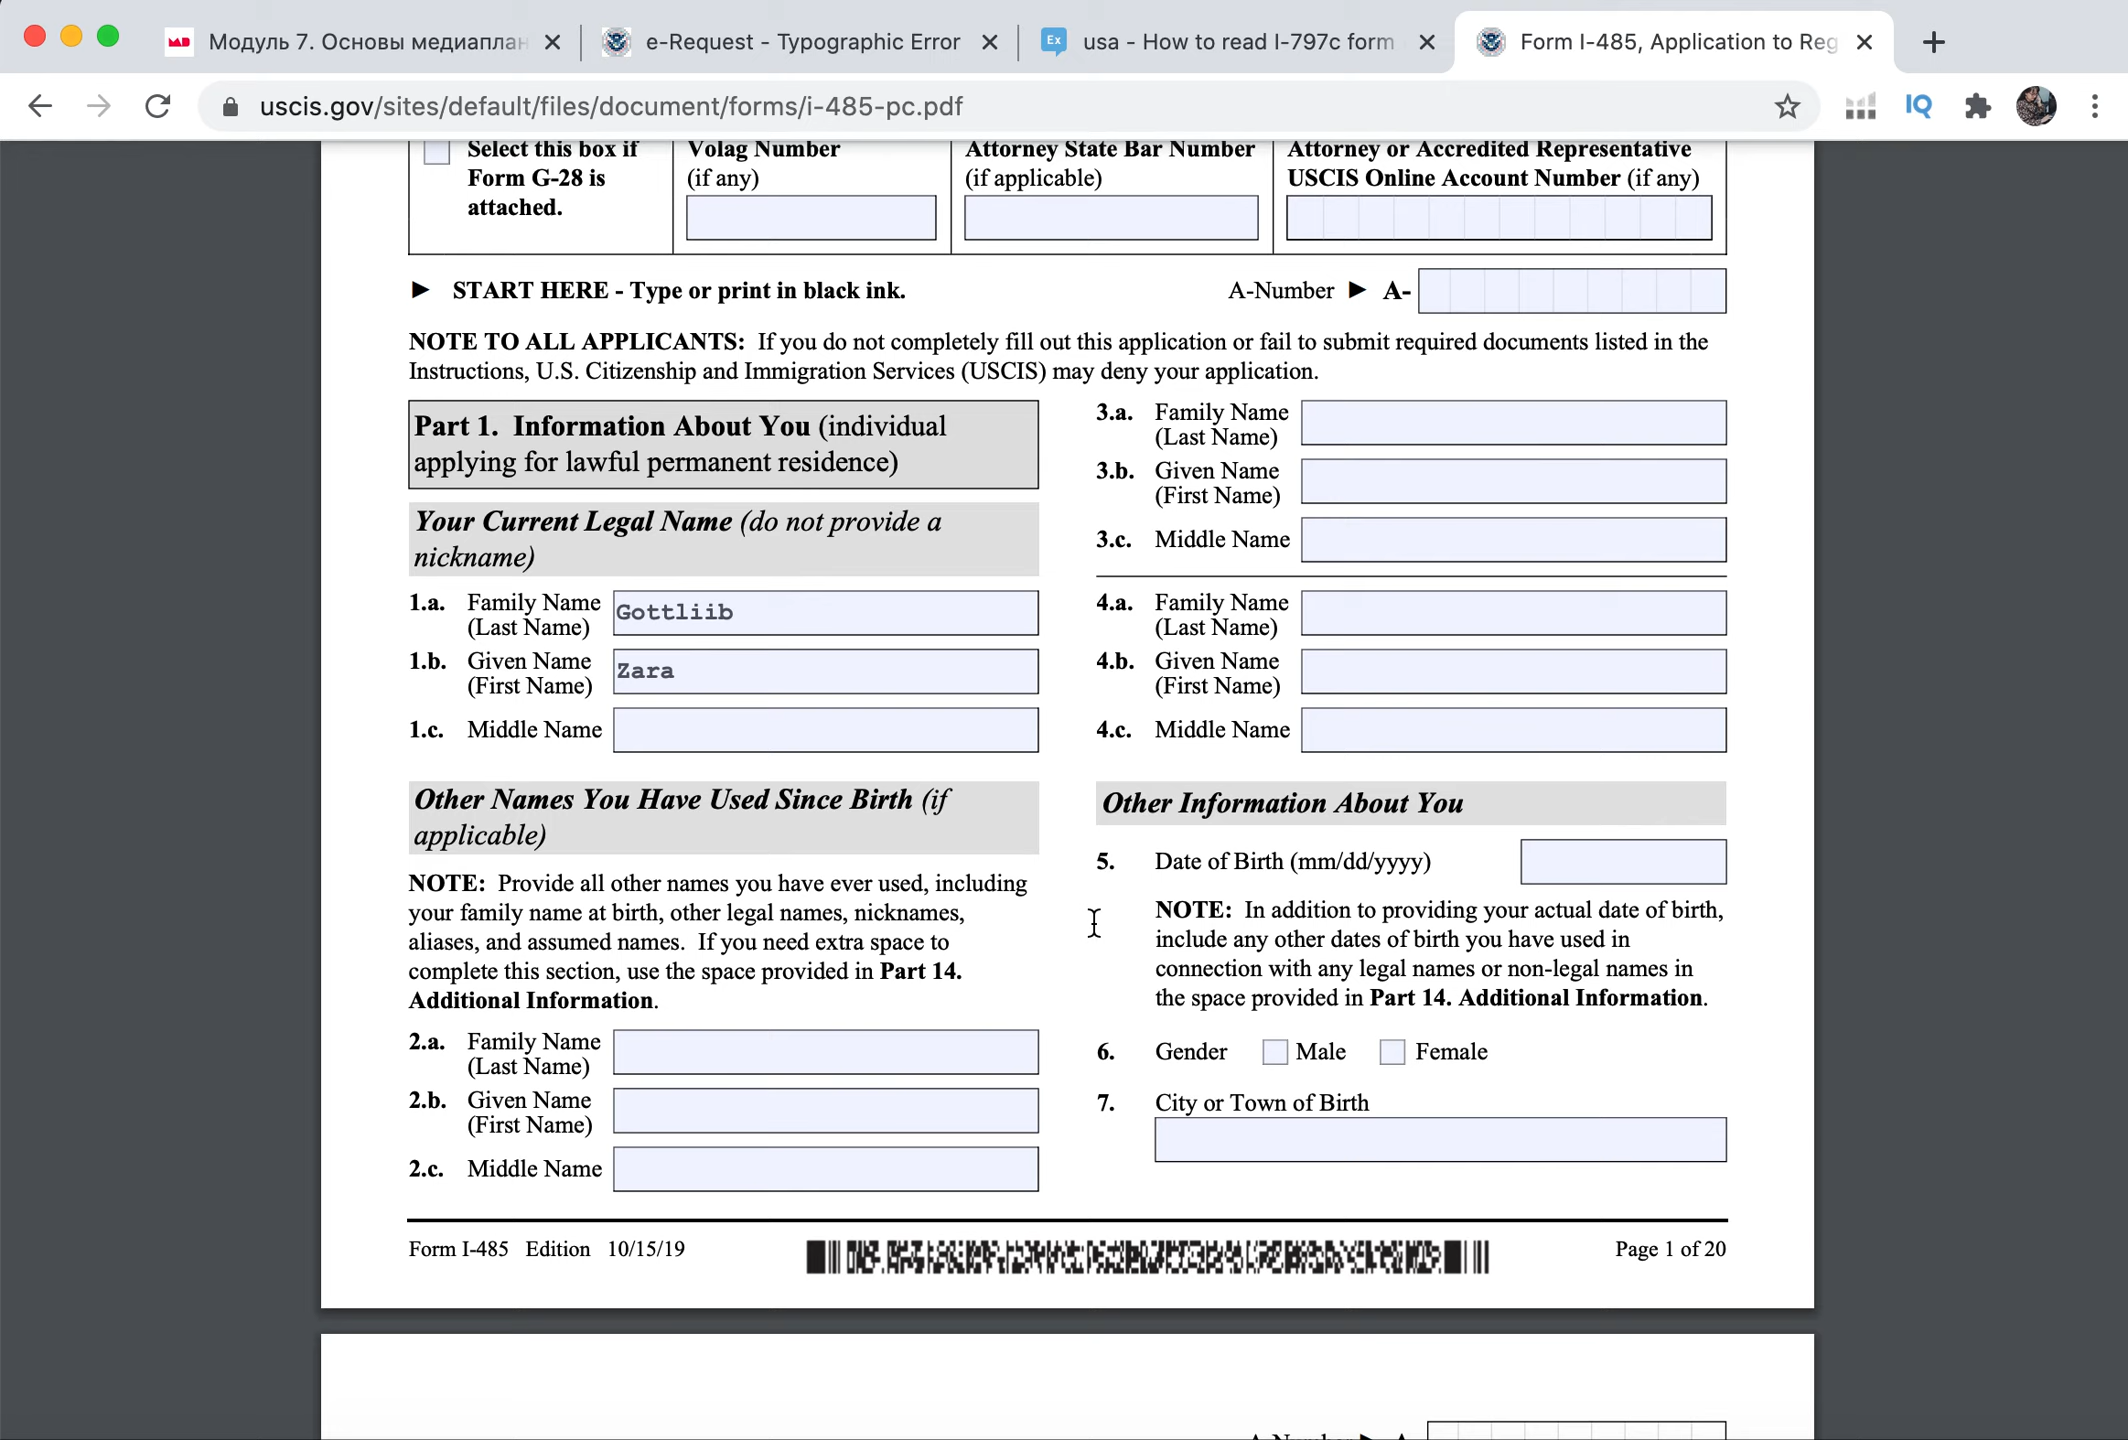 Модуль 7. Основы медиаплан
e-Request - Typographic Error
Ex
usa - How to read I-797c form
Form I-485, Application to Reg
uscis.gov/sites/default/files/document/forms/i-485-pc.pdf
IQ
Select this box if Form G-28 is attached.
Volag Number (if any)
Attorney State Bar Number (if applicable)
Attorney or Accredited Representative USCIS Online Account Number (if any)
► START HERE - Type or print in black ink.
A-Number ► A-
NOTE TO ALL APPLICANTS: If you do not completely fill out this application or fail to submit required documents listed in the
Instructions, U.S. Citizenship and Immigration Services (USCIS) may deny your application.
Part 1. Information About You (individual
applying for lawful permanent residence)
Your Current Legal Name (do not provide a
nickname)
1.a. Family Name (Last Name) Gottliib
1.b. Given Name (First Name) Zara
1.c. Middle Name
Other Names You Have Used Since Birth (if
applicable)
NOTE: Provide all other names you have ever used, including
your family name at birth, other legal names, nicknames,
aliases, and assumed names. If you need extra space to
complete this section, use the space provided in Part 14.
Additional Information.
2.a. Family Name (Last Name)
2.b. Given Name (First Name)
2.c. Middle Name
3.a. Family Name (Last Name)
3.b. Given Name (First Name)
3.c. Middle Name
4.a. Family Name (Last Name)
4.b. Given Name (First Name)
4.c. Middle Name
Other Information About You
5. Date of Birth (mm/dd/yyyy)
NOTE: In addition to providing your actual date of birth,
include any other dates of birth you have used in
connection with any legal names or non-legal names in
the space provided in Part 14. Additional Information.
6. Gender Male Female
7. City or Town of Birth
Form I-485 Edition 10/15/19
Page 1 of 20